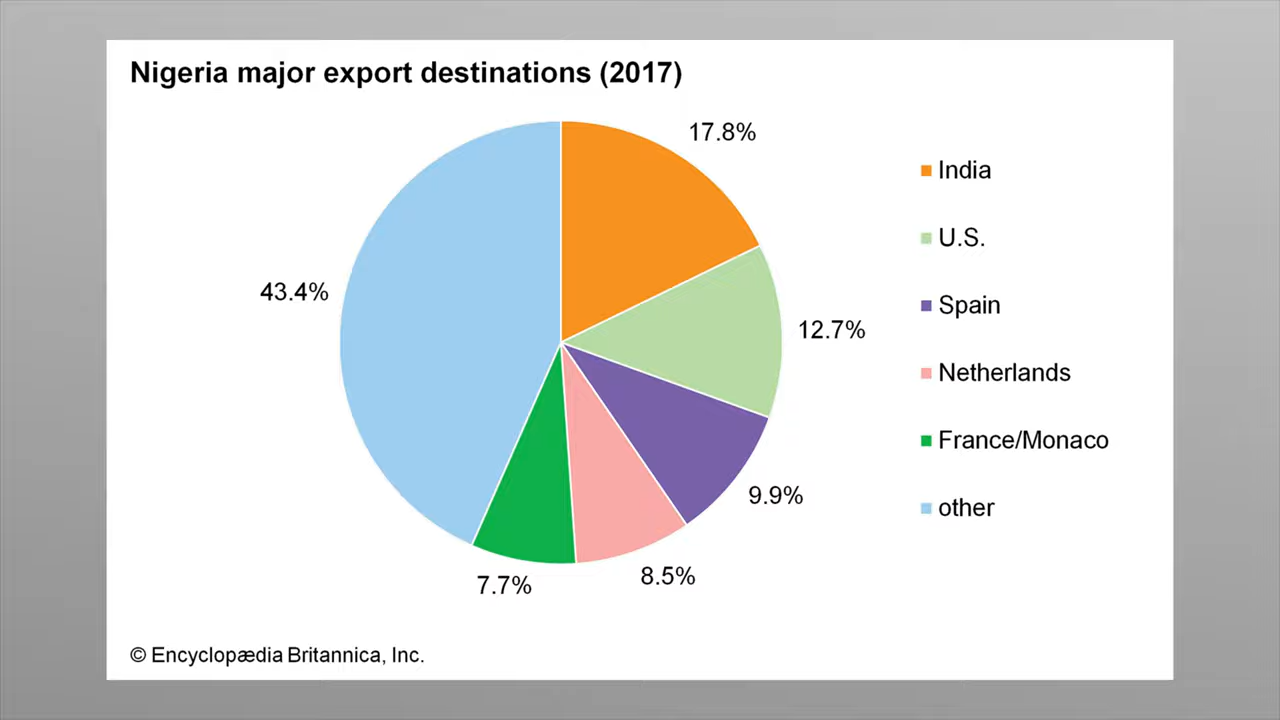 Nigeria major export destinations (2017)
17.8%
12.7%
9.9%
8.5%
7.7%
43.4%
India
U.S.
Spain
Netherlands
France/Monaco
other
© Encyclopædia Britannica, Inc.